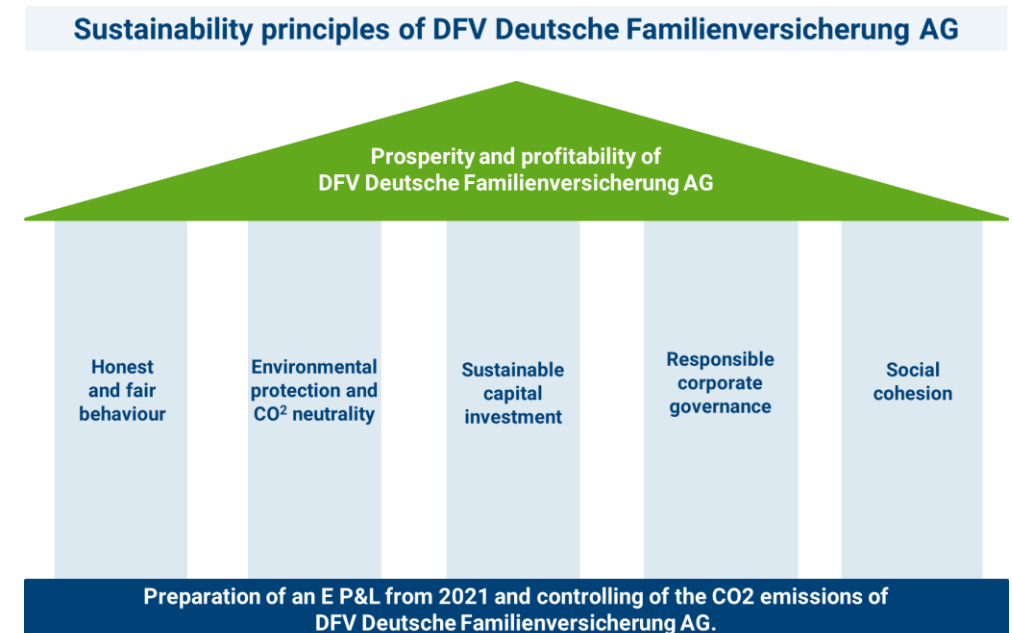 Sustainability principles of DFV Deutsche Familienversicherung AG
Prosperity and profitability of
DFV Deutsche Familienversicherung AG
Honest
and fair
behaviour
Environmental
protection and
CO² neutrality
Sustainable
capital
investment
Responsible
corporate
governance
Social
cohesion
Preparation of an E P&L from 2021 and controlling of the CO2 emissions of
DFV Deutsche Familienversicherung AG.